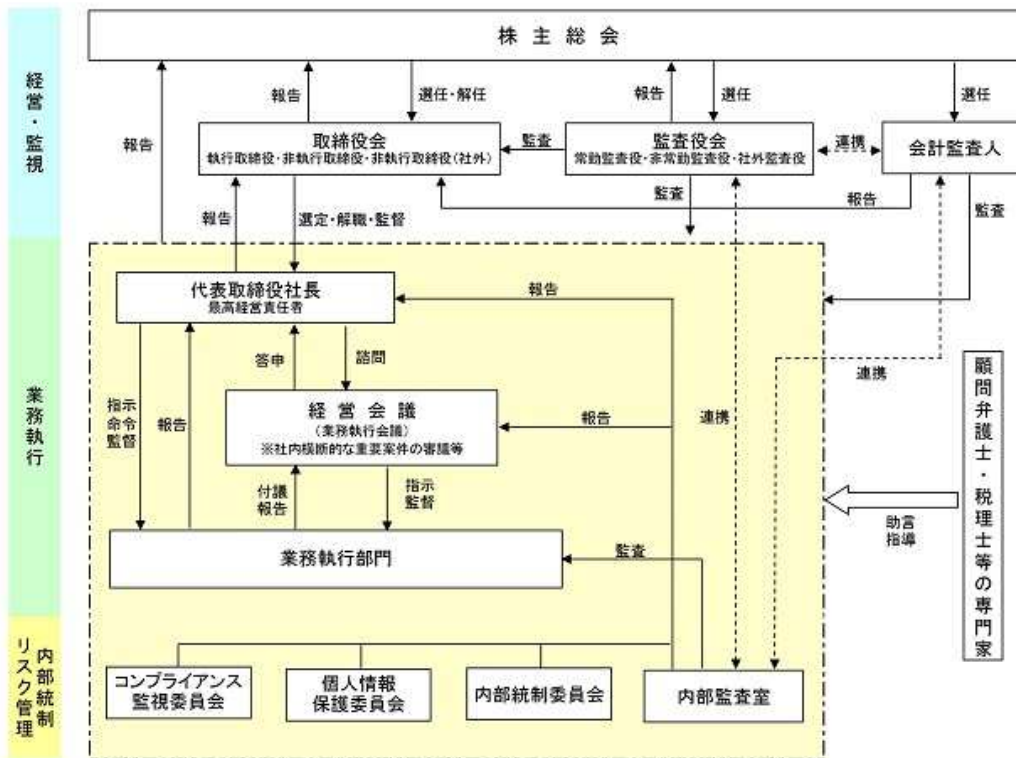 株主総会
経営・監視
報告
報告
選任・解任
報告
選任
選任
取締役会
執行取締役・非執行取締役・非執行取締役(社外)
監査
監査役会
常勤監査役・非常勤監査役・社外監査役
連携
会計監査人
報告
選定・解職・監督
監査
報告
監査
代表取締役社長
最高経営責任者
報告
答申
諮問
連携
業務執行
指示
命令
監督
報告
経営会議
(業務執行会議)
※社内横断的な重要案件の審議等
報告
連携
顧問弁護士・税理士等の専門家
付議
報告
指示
監督
助言
指導
業務執行部門
監査
内部統制
リスク管理
コンプライアンス
監視委員会
個人情報
保護委員会
内部統制委員会
内部監査室